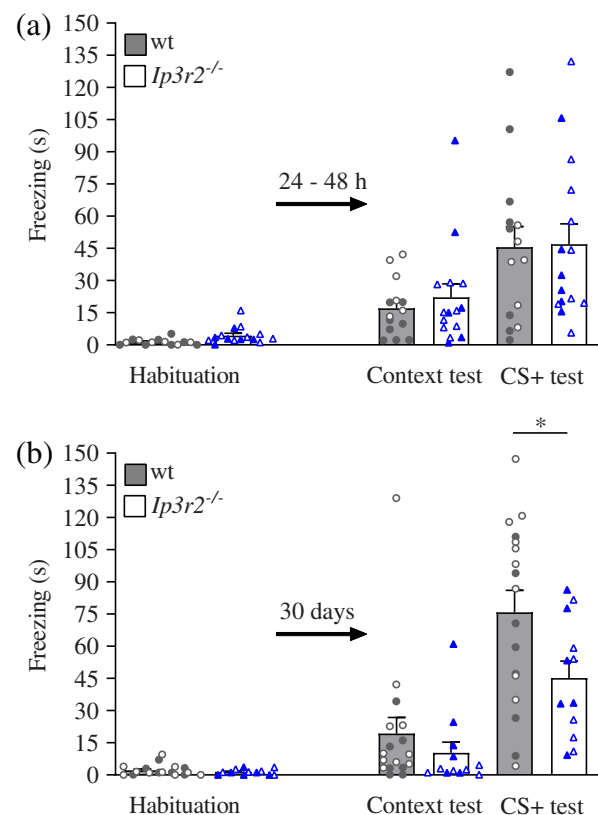 (a)
150
135
120
105
90
75
60
45
30
15
0
Freezing (s)
wt
Ip3r2-/-
24 - 48 h
Habituation
Context test
CS+ test
(b)
150
135
120
105
90
75
60
45
30
15
0
Freezing (s)
wt
Ip3r2-/-
*
30 days
Habituation
Context test
CS+ test